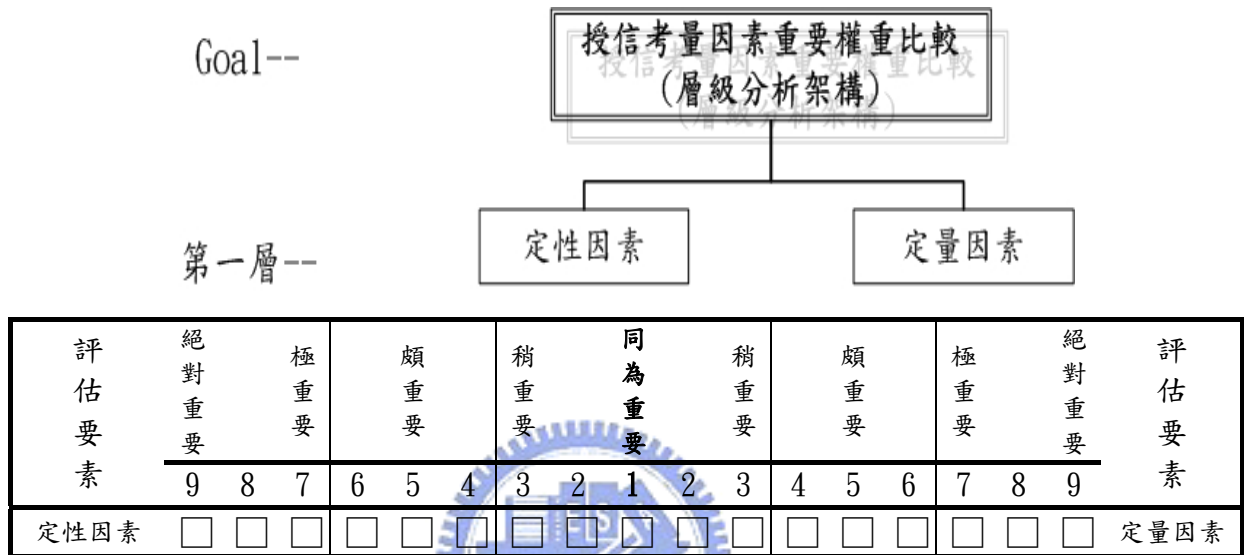 Goal--
授信考量因素重要權重比較
(層級分析架構)
第一層--
定性因素
定量因素
評估要素 絕對重要 極重要 頗重要 稍重要 同為重要 稍重要 頗重要 極重要 絕對重要 評估要素
9 8 7 6 5 4 3 2 1 2 3 4 5 6 7 8 9
定性因素 □ □ □ □ □ □ □ □ □ □ □ □ □ □ □ □ □ 定量因素